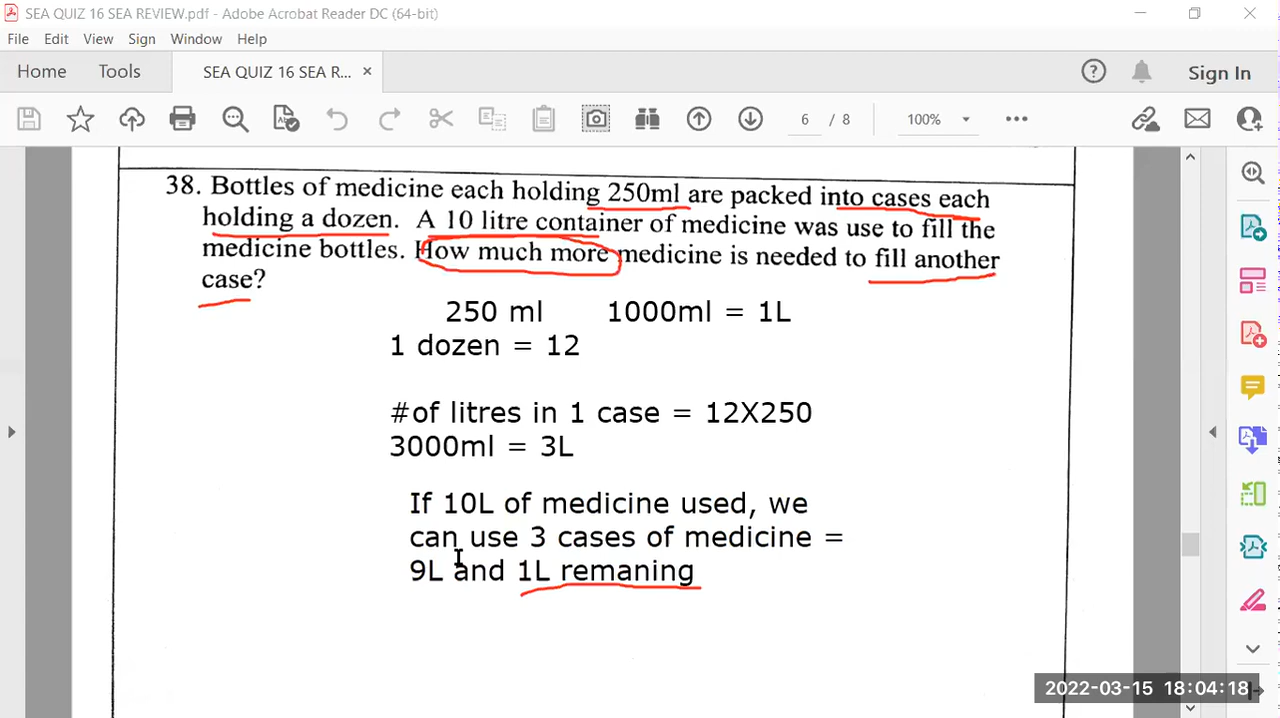 SEA QUIZ 16 SEA REVIEW.pdf - Adobe Acrobat Reader DC (64-bit)
File Edit View Sign Window Help
Home Tools SEA QUIZ 16 SEA R... × Sign In
6 / 8 100%
38. Bottles of medicine each holding 250ml are packed into cases each
holding a dozen. A 10 litre container of medicine was use to fill the
medicine bottles. How much more medicine is needed to fill another
case?
250 ml 1000ml = 1L
1 dozen = 12
#of litres in 1 case = 12X250
3000ml = 3L
If 10L of medicine used, we
can use 3 cases of medicine =
9L and 1L remaning
2022-03-15 18:04:18